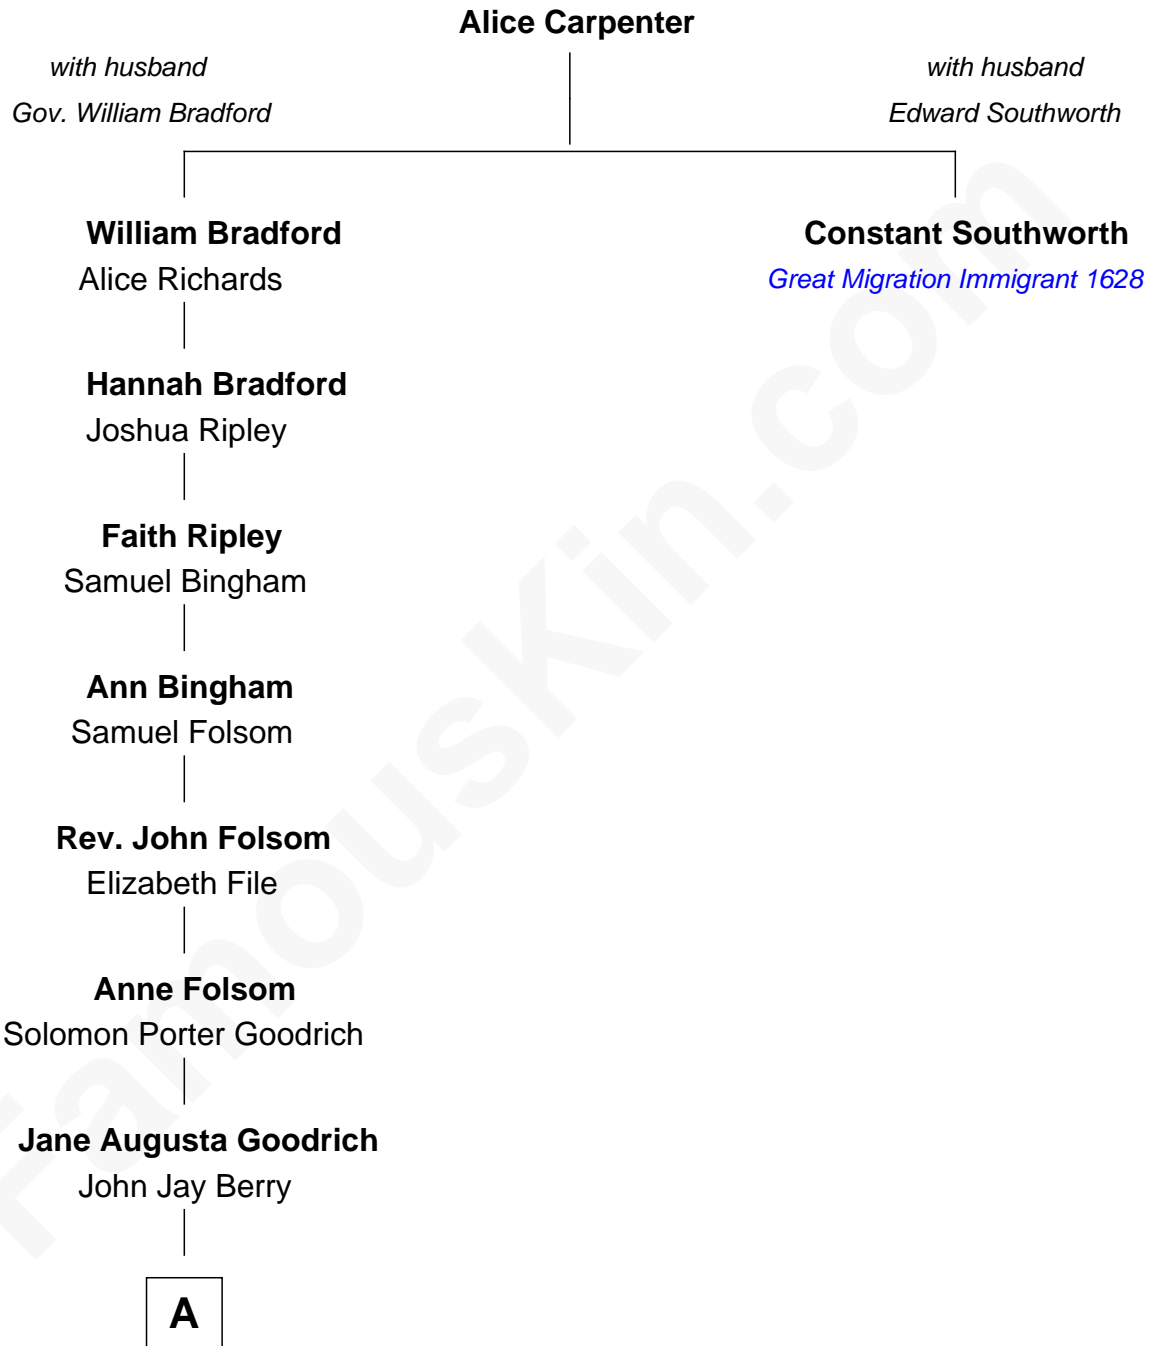 Alice Carpenter
with husband
Gov. William Bradford
with husband
Edward Southworth
William Bradford
Alice Richards
Constant Southworth
Great Migration Immigrant 1628
Hannah Bradford
Joshua Ripley
Faith Ripley
Samuel Bingham
Ann Bingham
Samuel Folsom
Rev. John Folsom
Elizabeth File
Anne Folsom
Solomon Porter Goodrich
Jane Augusta Goodrich
John Jay Berry
A
FamousKin.com